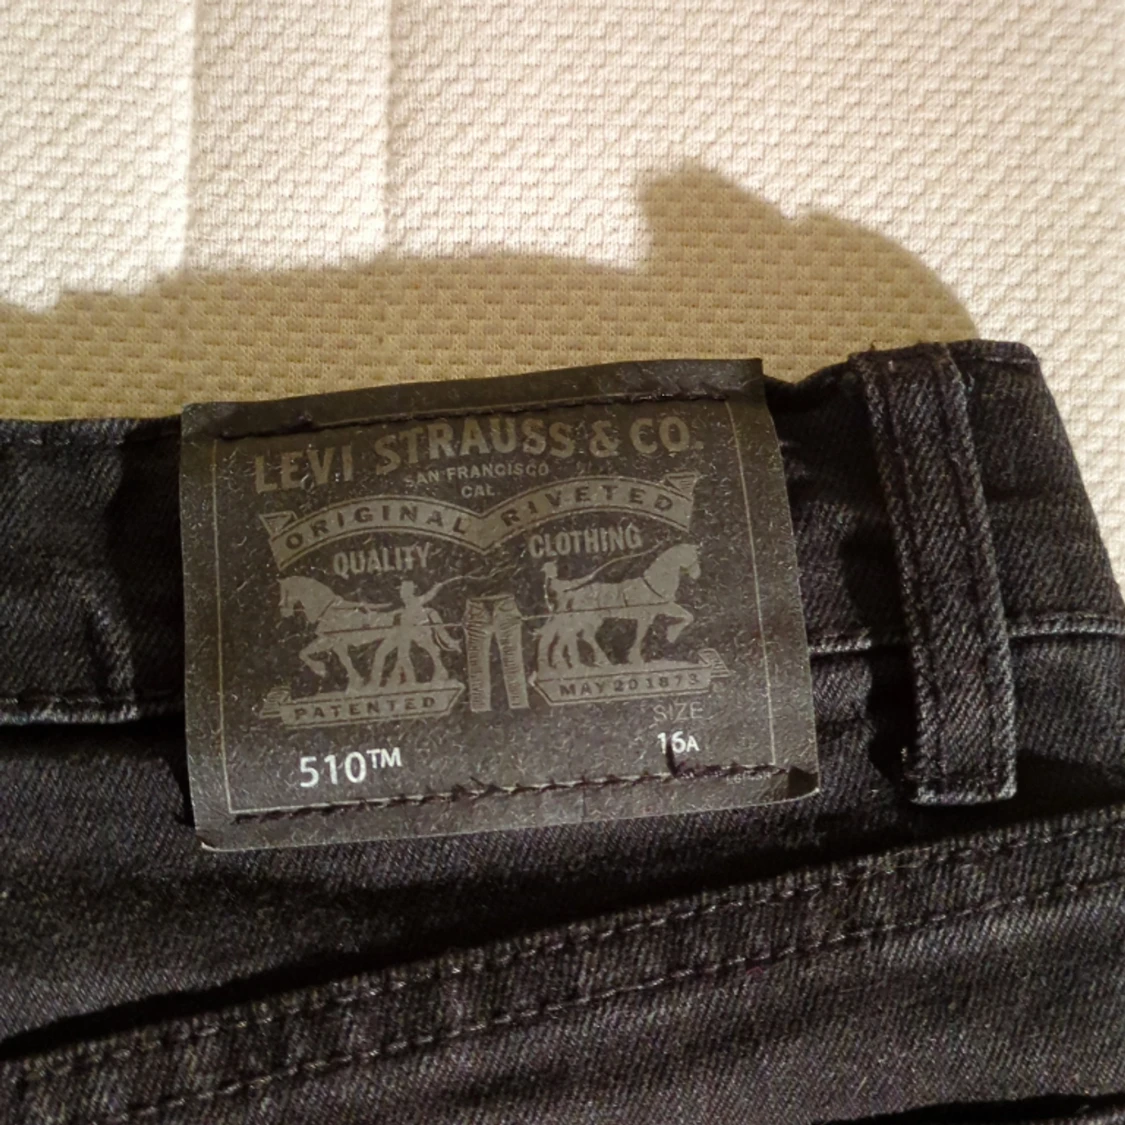 LEVI STRAUSS & CO.
SAN FRANCISCO
CAL
ORIGINAL RIVETED
QUALITY CLOTHING
PATENTED
MAY 20 1873
SIZE
510™
16A